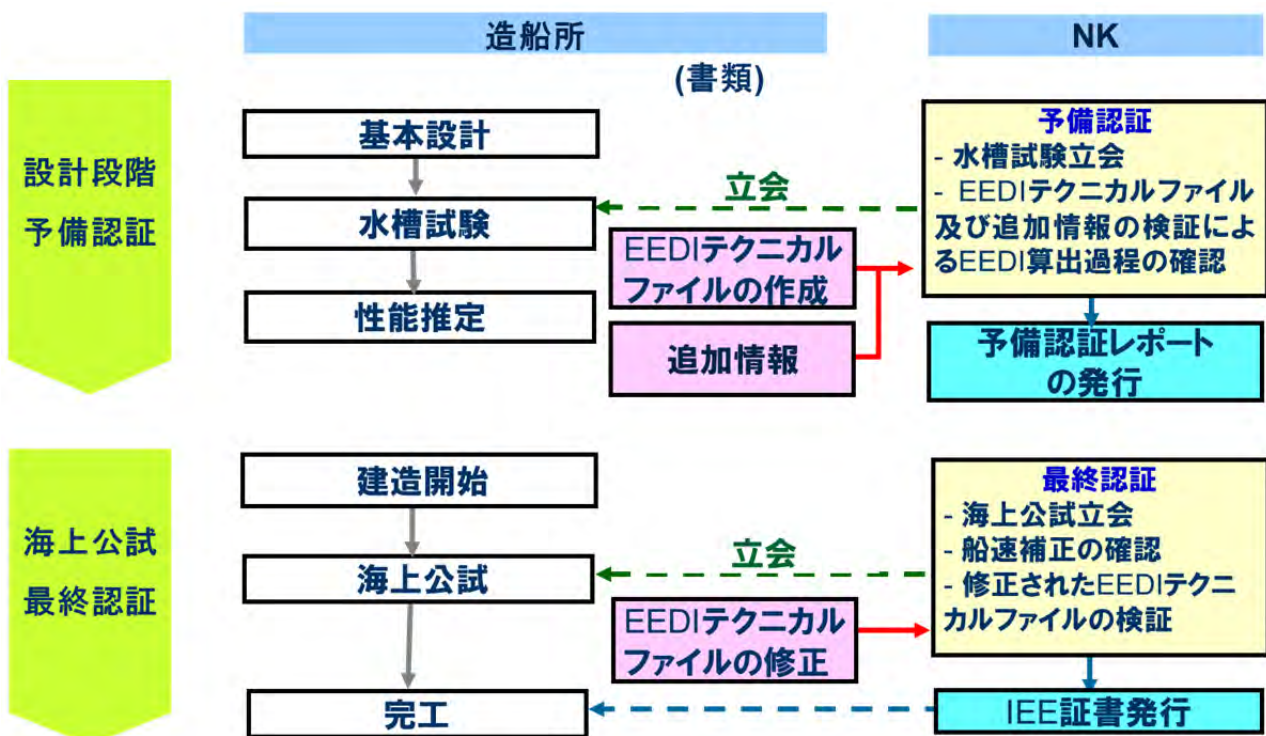 造船所
NK
(書類)
設計段階
予備認証
基本設計
水槽試験
性能推定
立会
EEDIテクニカル
ファイルの作成
追加情報
予備認証
- 水槽試験立会
- EEDIテクニカルファイル
及び追加情報の検証によ
るEEDI算出過程の確認
予備認証レポート
の発行
海上公試
最終認証
建造開始
海上公試
完工
立会
EEDIテクニカル
ファイルの修正
最終認証
- 海上公試立会
- 船速補正の確認
- 修正されたEEDIテクニ
カルファイルの検証
IEE証書発行